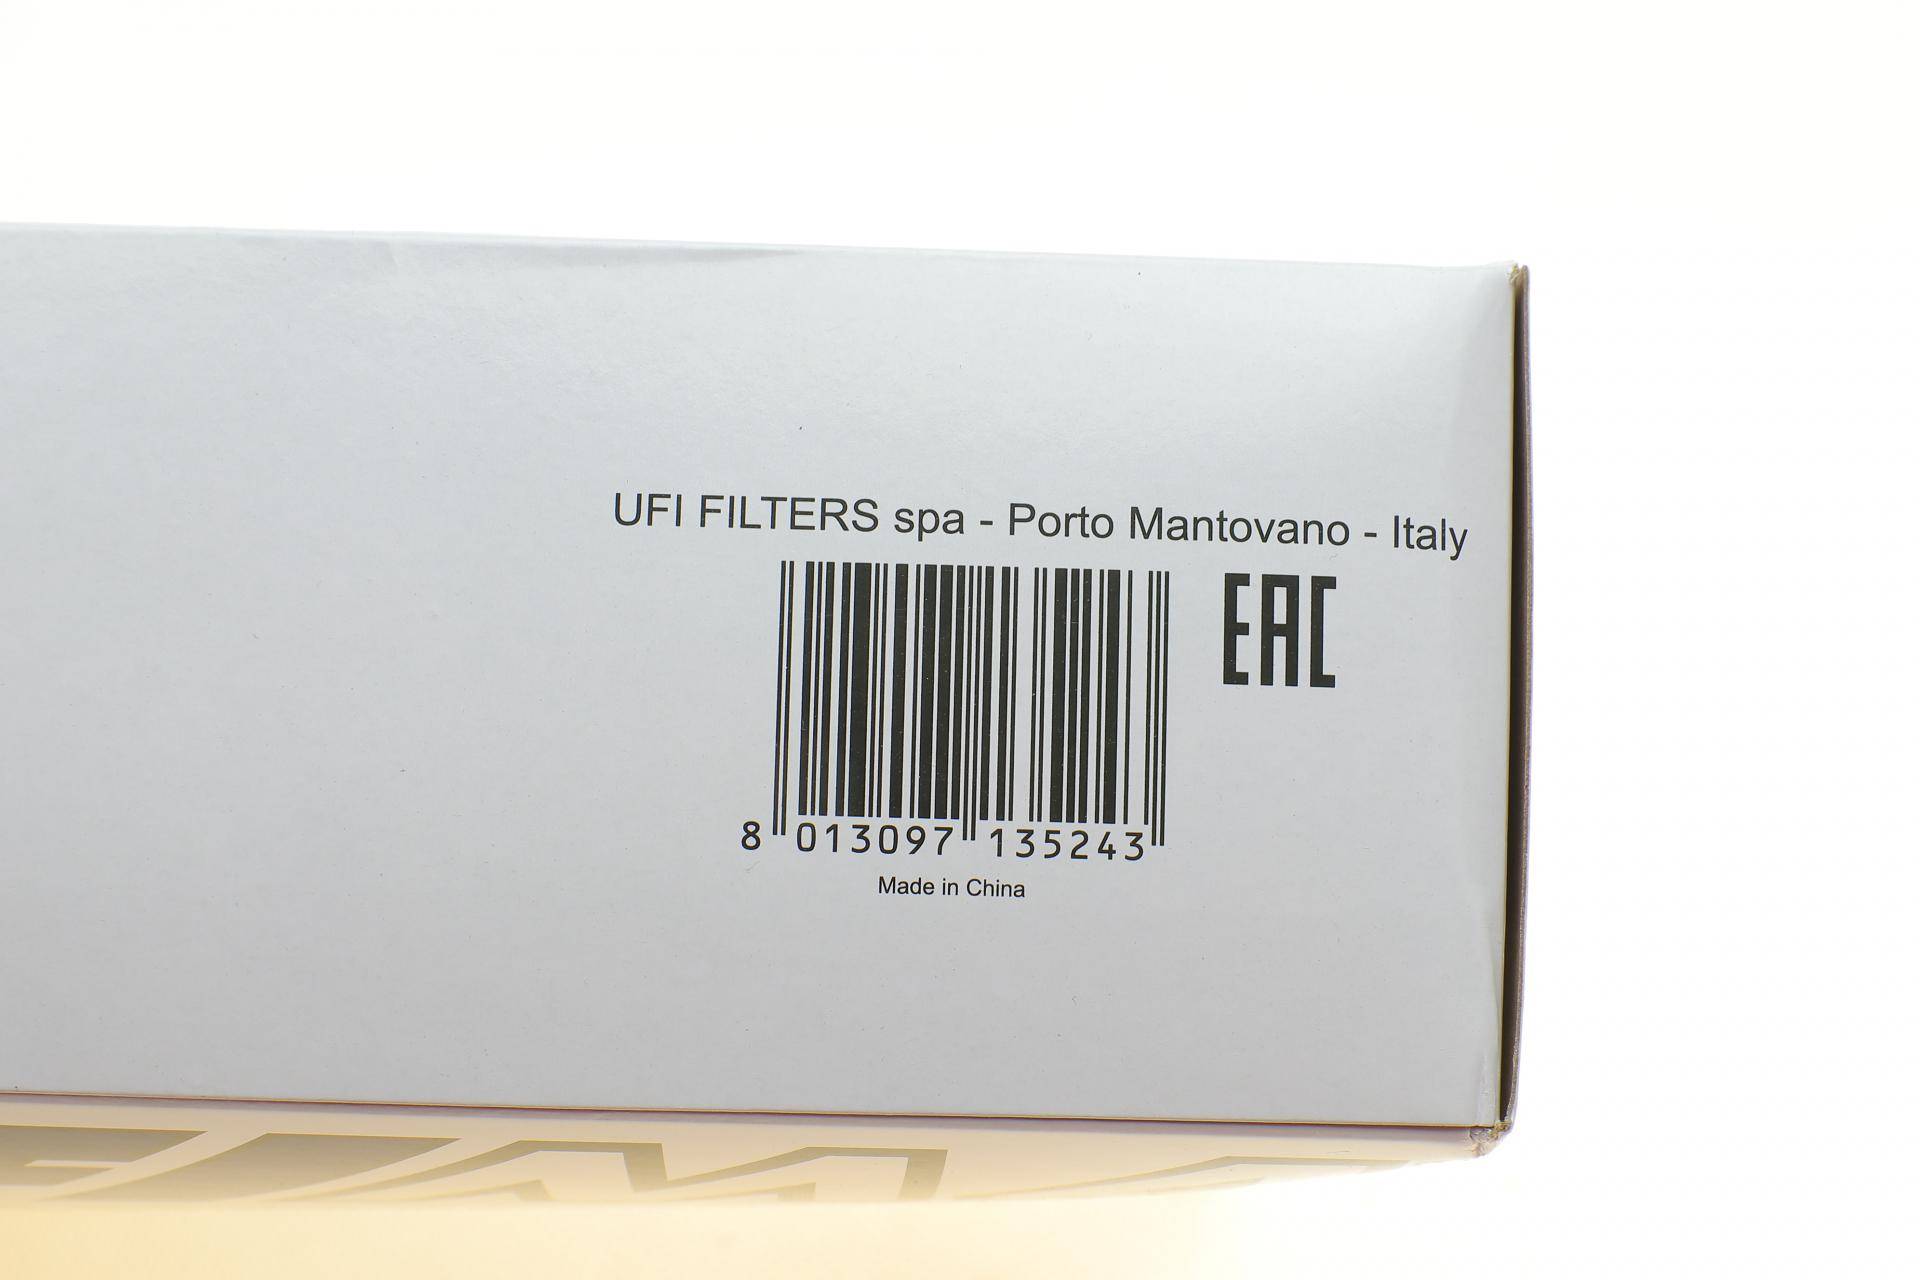 UFI FILTERS spa - Porto Mantovano - Italy
EAC
8 013097 135243
Made in China